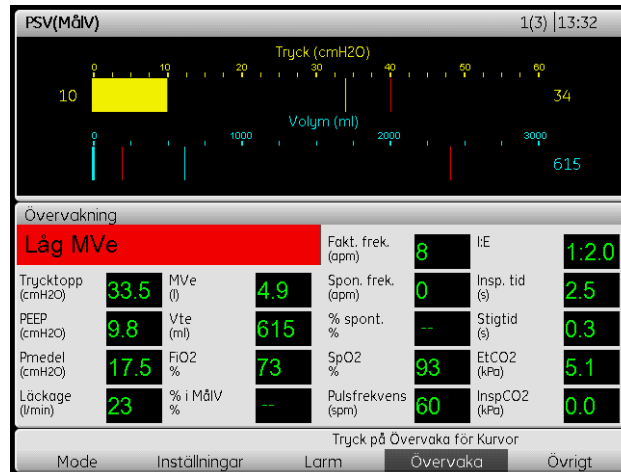 PSV(MålV) 1(3) 13:32
Tryck (cmH2O)
0 10 20 30 40 50 60
10 34
Volym (ml)
0 1000 2000 3000
615
Övervakning
Låg MVe
Fakt. frek. (apm) 8
I:E 1:2.0
Trycktopp (cmH2O) 33.5
MVe (l) 4.9
Spon. frek. (apm) 0
Insp. tid (s) 2.5
PEEP (cmH2O) 9.8
Vte (ml) 615
% spont. % --
Stigtid (s) 0.3
Pmedel (cmH2O) 17.5
FiO2 % 73
SpO2 % 93
EtCO2 (kPa) 5.1
Läckage (l/min) 23
% i MålV % --
Pulsfrekvens (spm) 60
InspCO2 (kPa) 0.0
Tryck på Övervaka för Kurvor
Mode Inställningar Larm Övervaka Övrigt